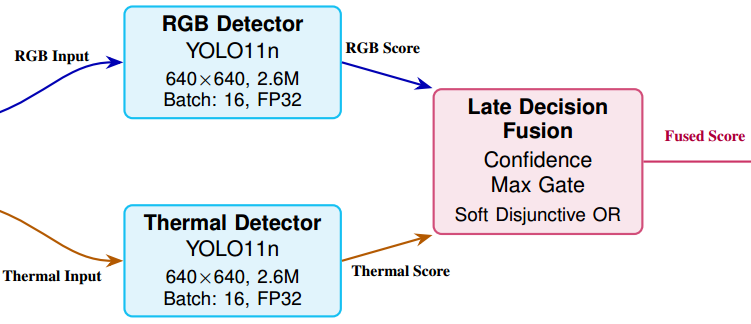 RGB Input
RGB Detector
YOLO11n
640×640, 2.6M
Batch: 16, FP32
RGB Score
Thermal Input
Thermal Detector
YOLO11n
640×640, 2.6M
Batch: 16, FP32
Thermal Score
Late Decision
Fusion
Confidence
Max Gate
Soft Disjunctive OR
Fused Score